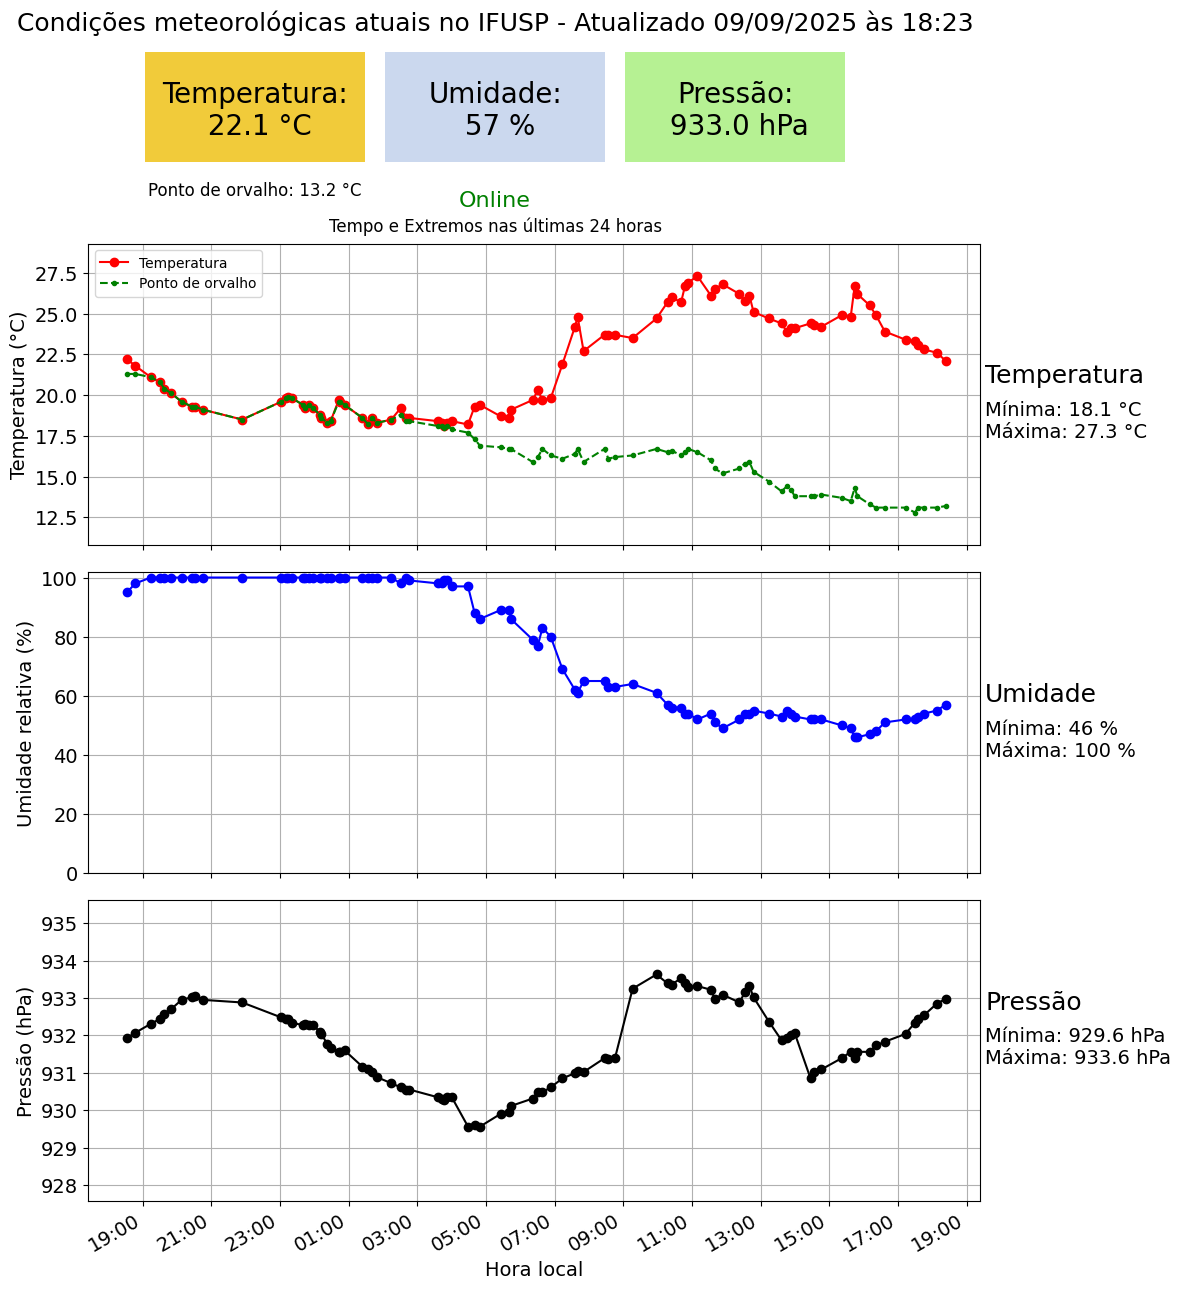 Condições meteorológicas atuais no IFUSP - Atualizado 09/09/2025 às 18:23
Temperatura:
22.1 °C
Umidade:
57 %
Pressão:
933.0 hPa
Ponto de orvalho: 13.2 °C
Online
Tempo e Extremos nas últimas 24 horas
Temperatura
Ponto de orvalho
Temperatura (°C)
27.5
25.0
22.5
20.0
17.5
15.0
12.5
Temperatura
Mínima: 18.1 °C
Máxima: 27.3 °C
Umidade relativa (%)
100
80
60
40
20
0
Umidade
Mínima: 46 %
Máxima: 100 %
Pressão (hPa)
935
934
933
932
931
930
929
928
Pressão
Mínima: 929.6 hPa
Máxima: 933.6 hPa
19:00 21:00 23:00 01:00 03:00 05:00 07:00 09:00 11:00 13:00 15:00 17:00 19:00
Hora local